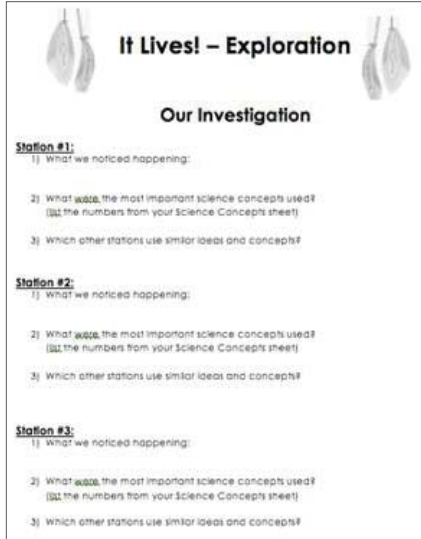 It Lives! – Exploration
Our Investigation
Station #1:
1) What we noticed happening:
2) What were the most important science concepts used?
(list the numbers from your Science Concepts sheet)
3) Which other stations use similar ideas and concepts?
Station #2:
1) What we noticed happening:
2) What were the most important science concepts used?
(list the numbers from your Science Concepts sheet)
3) Which other stations use similar ideas and concepts?
Station #3:
1) What we noticed happening:
2) What were the most important science concepts used?
(list the numbers from your Science Concepts sheet)
3) Which other stations use similar ideas and concepts?